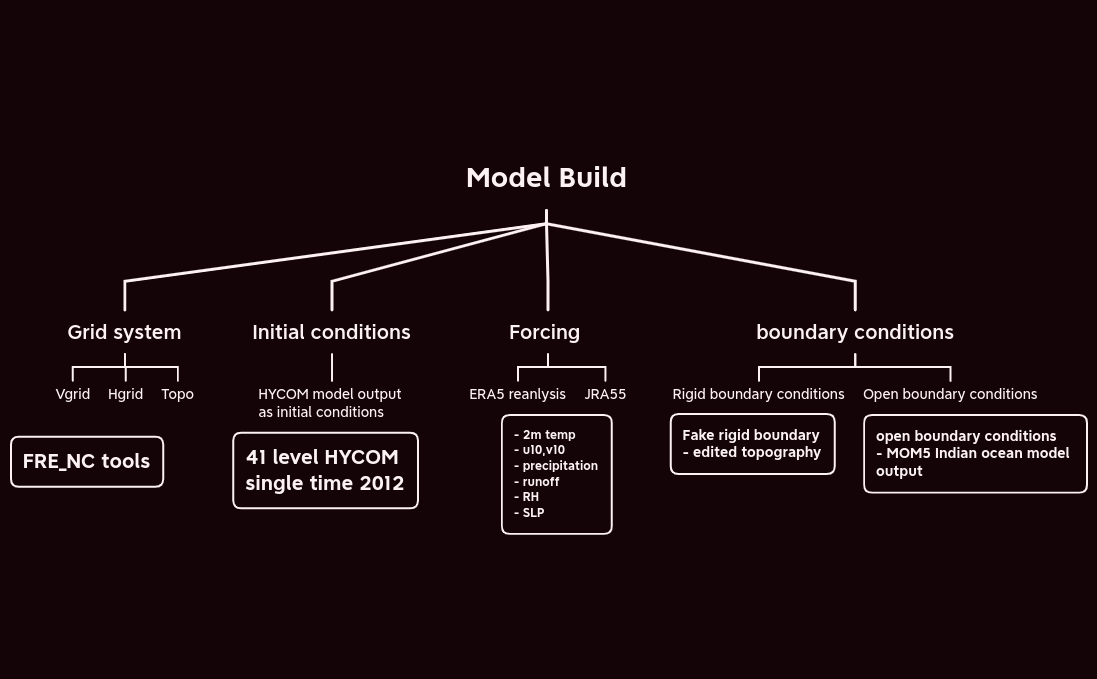 Model Build
Grid system
Initial conditions
Forcing
boundary conditions
Vgrid
Hgrid
Topo
HYCOM model output
as initial conditions
ERA5 reanlysis
JRA55
Rigid boundary conditions
Open boundary conditions
FRE_NC tools
41 level HYCOM
single time 2012
- 2m temp
- u10,v10
- precipitation
- runoff
- RH
- SLP
Fake rigid boundary
- edited topography
open boundary conditions
- MOM5 Indian ocean model
output